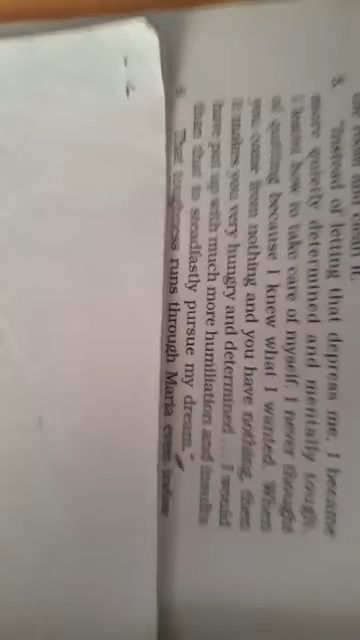 5. "Instead of letting that depress me, I became
more quietly determined and mentally tough.
I learnt how to take care of myself. I never thought
of quitting because I knew what I wanted. When
you come from nothing and you have nothing, then
it makes you very hungry and determined ... I would
have put up with much more humiliation and insults
than that to steadfastly pursue my dream."
6. That toughness runs through Maria even today